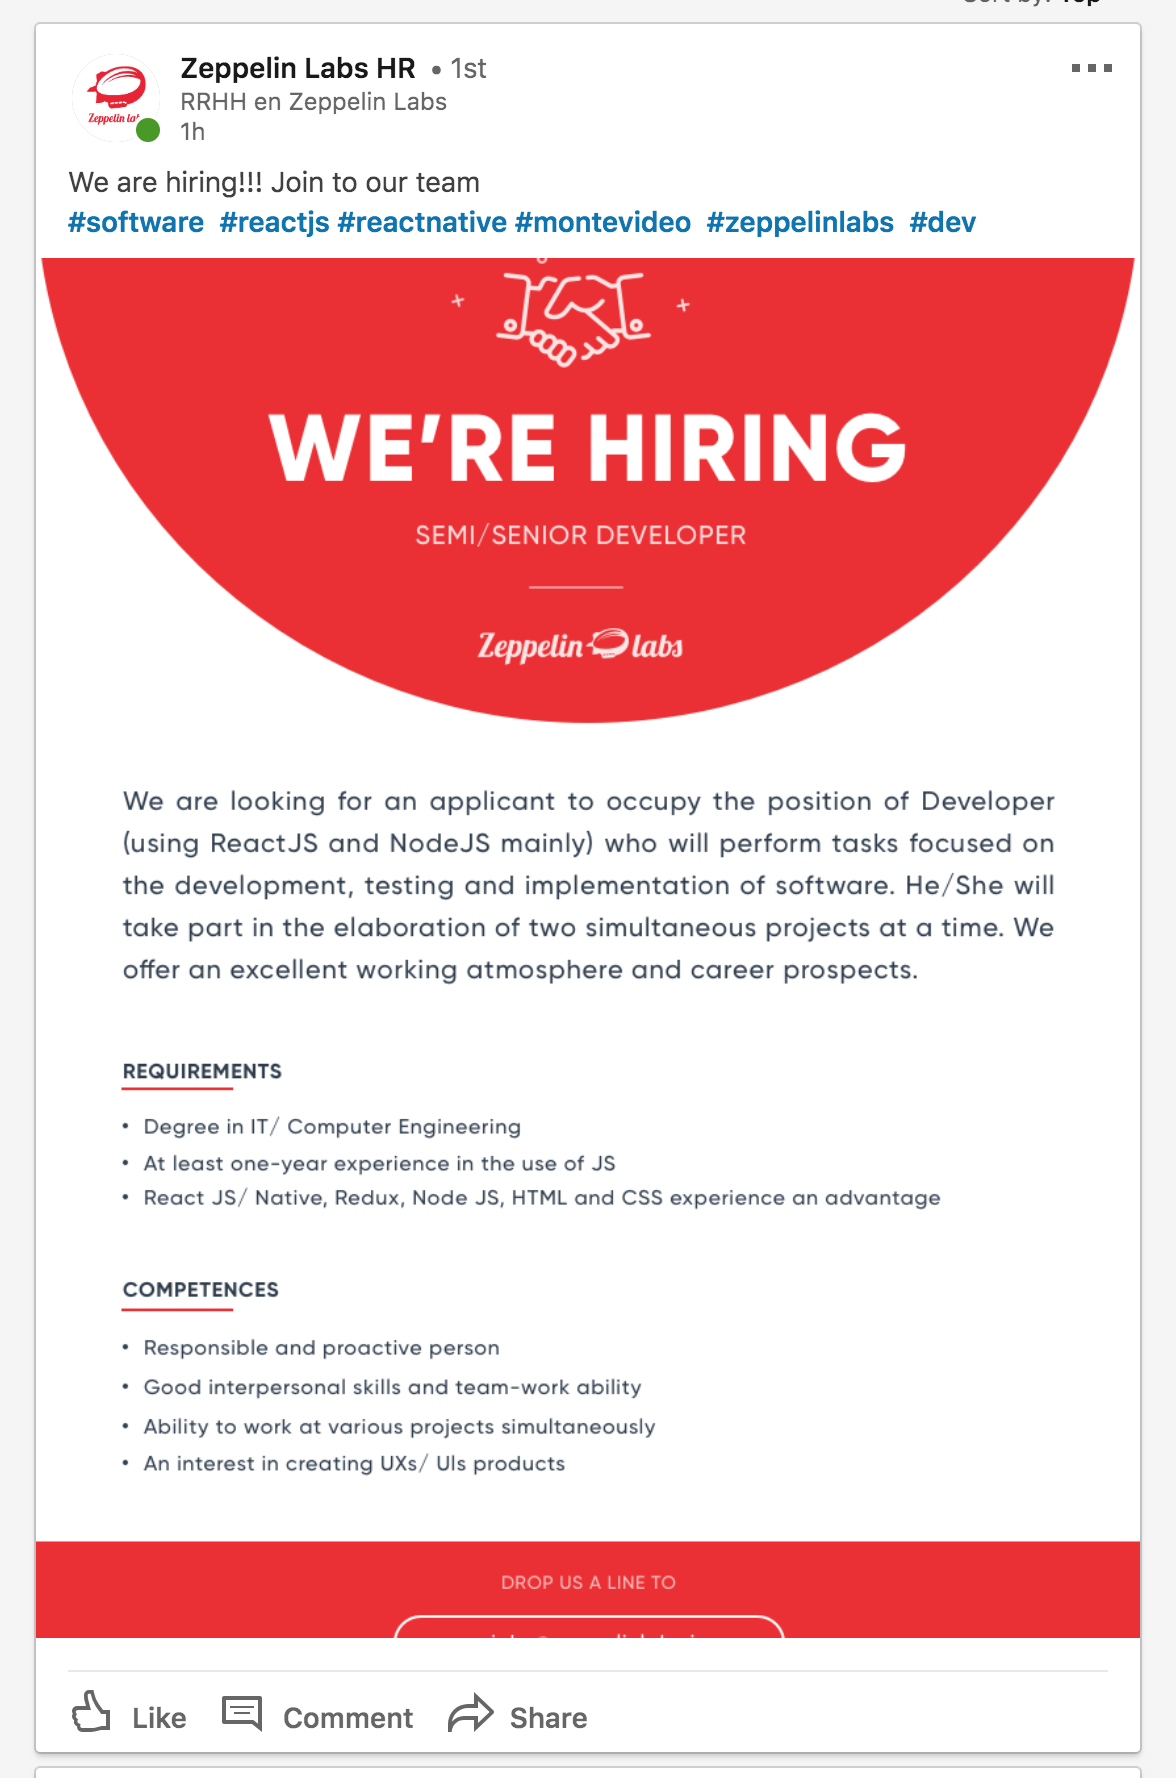 Sort by: Top
Zeppelin Labs HR • 1st
RRHH en Zeppelin Labs
1h
Zeppelin
We are hiring!!! Join to our team
#software #reactjs #reactnative #montevideo #zeppelinlabs #dev
WE'RE HIRING
SEMI/SENIOR DEVELOPER
Zeppelin labs
We are looking for an applicant to occupy the position of Developer
(using ReactJS and NodeJS mainly) who will perform tasks focused on
the development, testing and implementation of software. He/She will
take part in the elaboration of two simultaneous projects at a time. We
offer an excellent working atmosphere and career prospects.
REQUIREMENTS
• Degree in IT/ Computer Engineering
• At least one-year experience in the use of JS
• React JS/ Native, Redux, Node JS, HTML and CSS experience an advantage
COMPETENCES
• Responsible and proactive person
• Good interpersonal skills and team-work ability
• Ability to work at various projects simultaneously
• An interest in creating UXs/ UIs products
DROP US A LINE TO
Like Comment Share